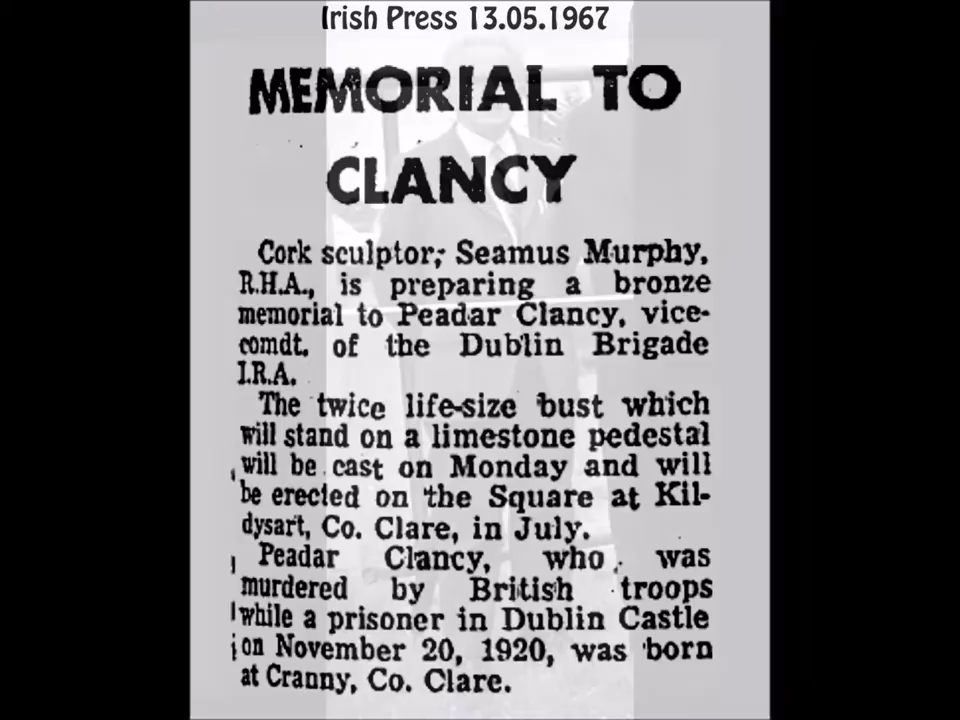 Irish Press 13.05.1967
MEMORIAL TO
CLANCY
Cork sculptor, Seamus Murphy,
R.H.A., is preparing a bronze
memorial to Peadar Clancy, vice-
comdt. of the Dublin Brigade
I.R.A.
The twice life-size bust which
will stand on a limestone pedestal
will be cast on Monday and will
be erected on the Square at Kil-
dysart, Co. Clare, in July.
Peadar Clancy, who was
murdered by British troops
while a prisoner in Dublin Castle
on November 20, 1920, was born
at Cranny, Co. Clare.